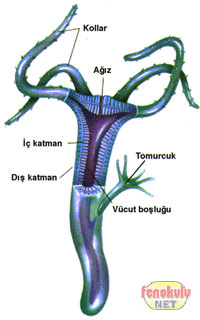 Kollar
Ağız
İç katman
Tomurcuk
Dış katman
Vücut boşluğu
fenokulu
NET